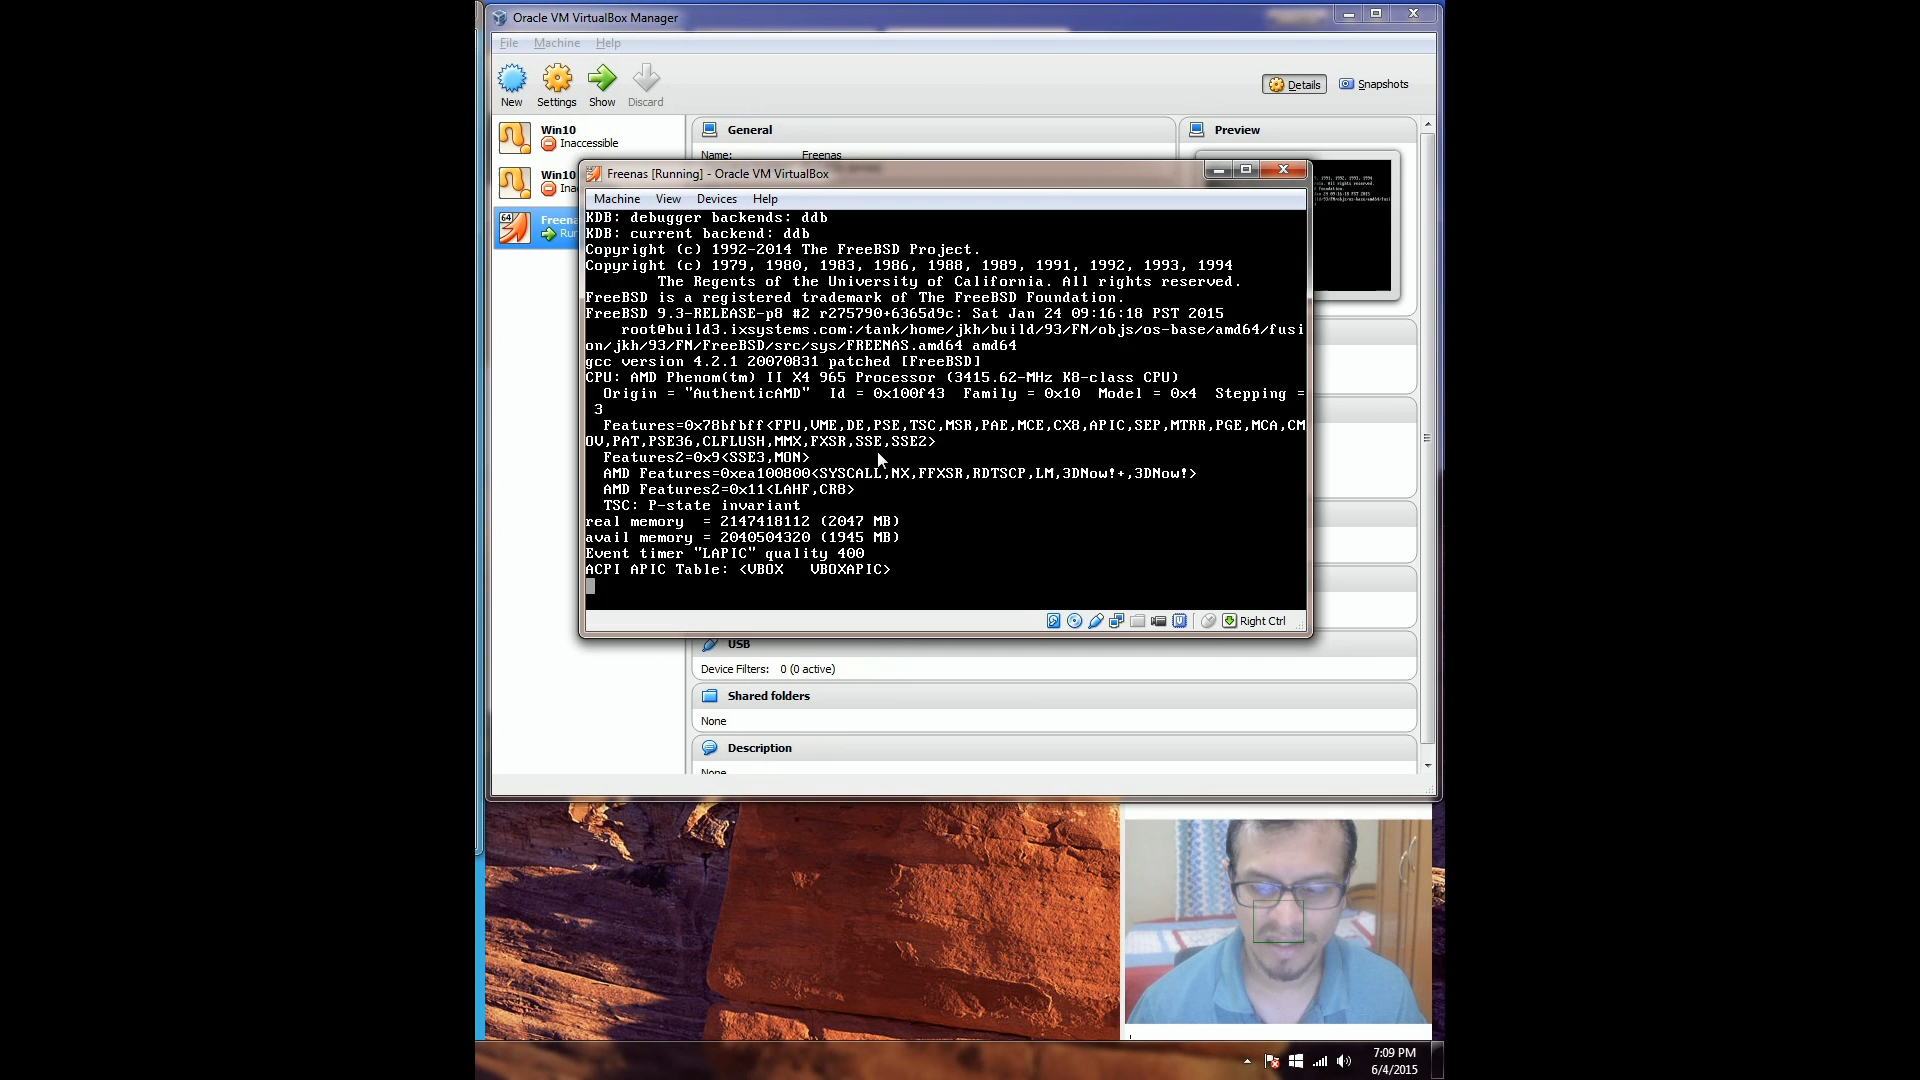 Oracle VM VirtualBox Manager
File Machine Help
New Settings Show Discard
Details Snapshots
Win10
Inaccessible
Win10
Ina
64
Freena
Run
General
Name: Freenas
Preview
Freenas [Running] - Oracle VM VirtualBox
Machine View Devices Help
KDB: debugger backends: ddb
KDB: current backend: ddb
Copyright (c) 1992-2014 The FreeBSD Project.
Copyright (c) 1979, 1980, 1983, 1986, 1988, 1989, 1991, 1992, 1993, 1994
The Regents of the University of California. All rights reserved.
FreeBSD is a registered trademark of The FreeBSD Foundation.
FreeBSD 9.3-RELEASE-p8 #2 r275790+6365d9c: Sat Jan 24 09:16:18 PST 2015
root@build3.ixsystems.com:/tank/home/jkh/build/93/FN/objs/os-base/amd64/fusi
on/jkh/93/FN/FreeBSD/src/sys/FREENAS.amd64 amd64
gcc version 4.2.1 20070831 patched [FreeBSD]
CPU: AMD Phenom(tm) II X4 965 Processor (3415.62-MHz K8-class CPU)
Origin = "AuthenticAMD" Id = 0x100f43 Family = 0x10 Model = 0x4 Stepping =
3
Features=0x78bfbff<FPU,VME,DE,PSE,TSC,MSR,PAE,MCE,CX8,APIC,SEP,MTRR,PGE,MCA,CM
OV,PAT,PSE36,CLFLUSH,MMX,FXSR,SSE,SSE2>
Features2=0x9<SSE3,MON>
AMD Features=0xea100800<SYSCALL,NX,FFXSR,RDTSCP,LM,3DNow!+,3DNow!>
AMD Features2=0x11<LAHF,CR8>
TSC: P-state invariant
real memory = 2147418112 (2047 MB)
avail memory = 2040504320 (1945 MB)
Event timer "LAPIC" quality 400
ACPI APIC Table: <VBOX VBOXAPIC>
Right Ctrl
USB
Device Filters: 0 (0 active)
Shared folders
None
Description
None
7:09 PM
6/4/2015